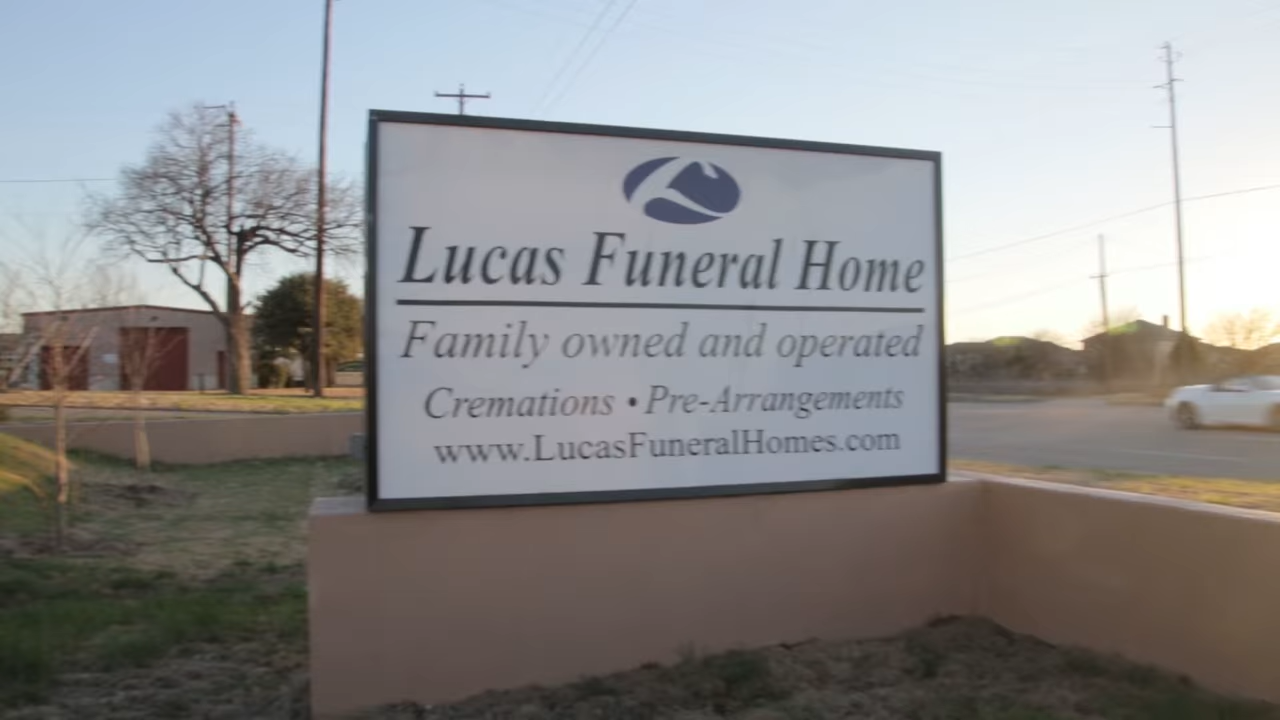 Lucas Funeral Home
Family owned and operated
Cremations • Pre-Arrangements
www.LucasFuneralHomes.com